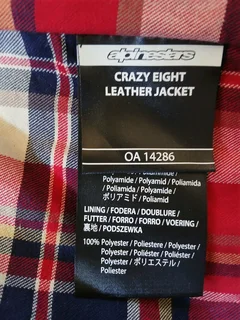 alpinestars
CRAZY EIGHT
LEATHER JACKET
OA 14286
Polyamide / Polyamid / Poliamida
Poliamida / Polyamide /
ポリアミド / Poliamid
LINING / FODERA / DOUBLURE /
FUTTER / FORRO / FORRO / VOERING /
裏地 / PODSZEWKA
100% Polyester / Poliestere / Polyester /
Polyester / Poliéster / Poliéster /
Polyester / ポリエステル /
Poliester